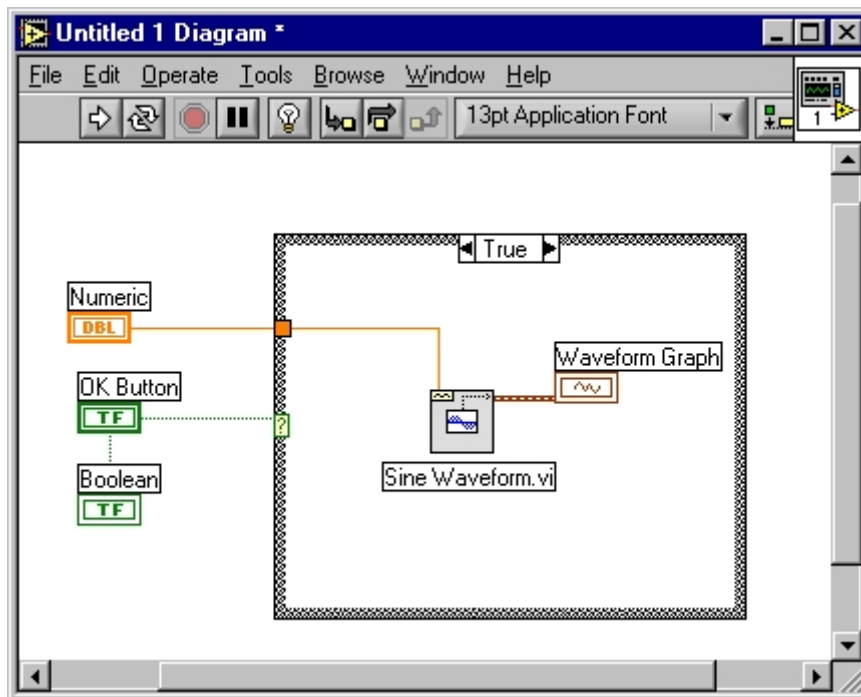 Untitled 1 Diagram *
File Edit Operate Tools Browse Window Help
13pt Application Font
1
True
Numeric
DBL
Waveform Graph
OK Button
TF
?
Boolean
TF
Sine Waveform.vi